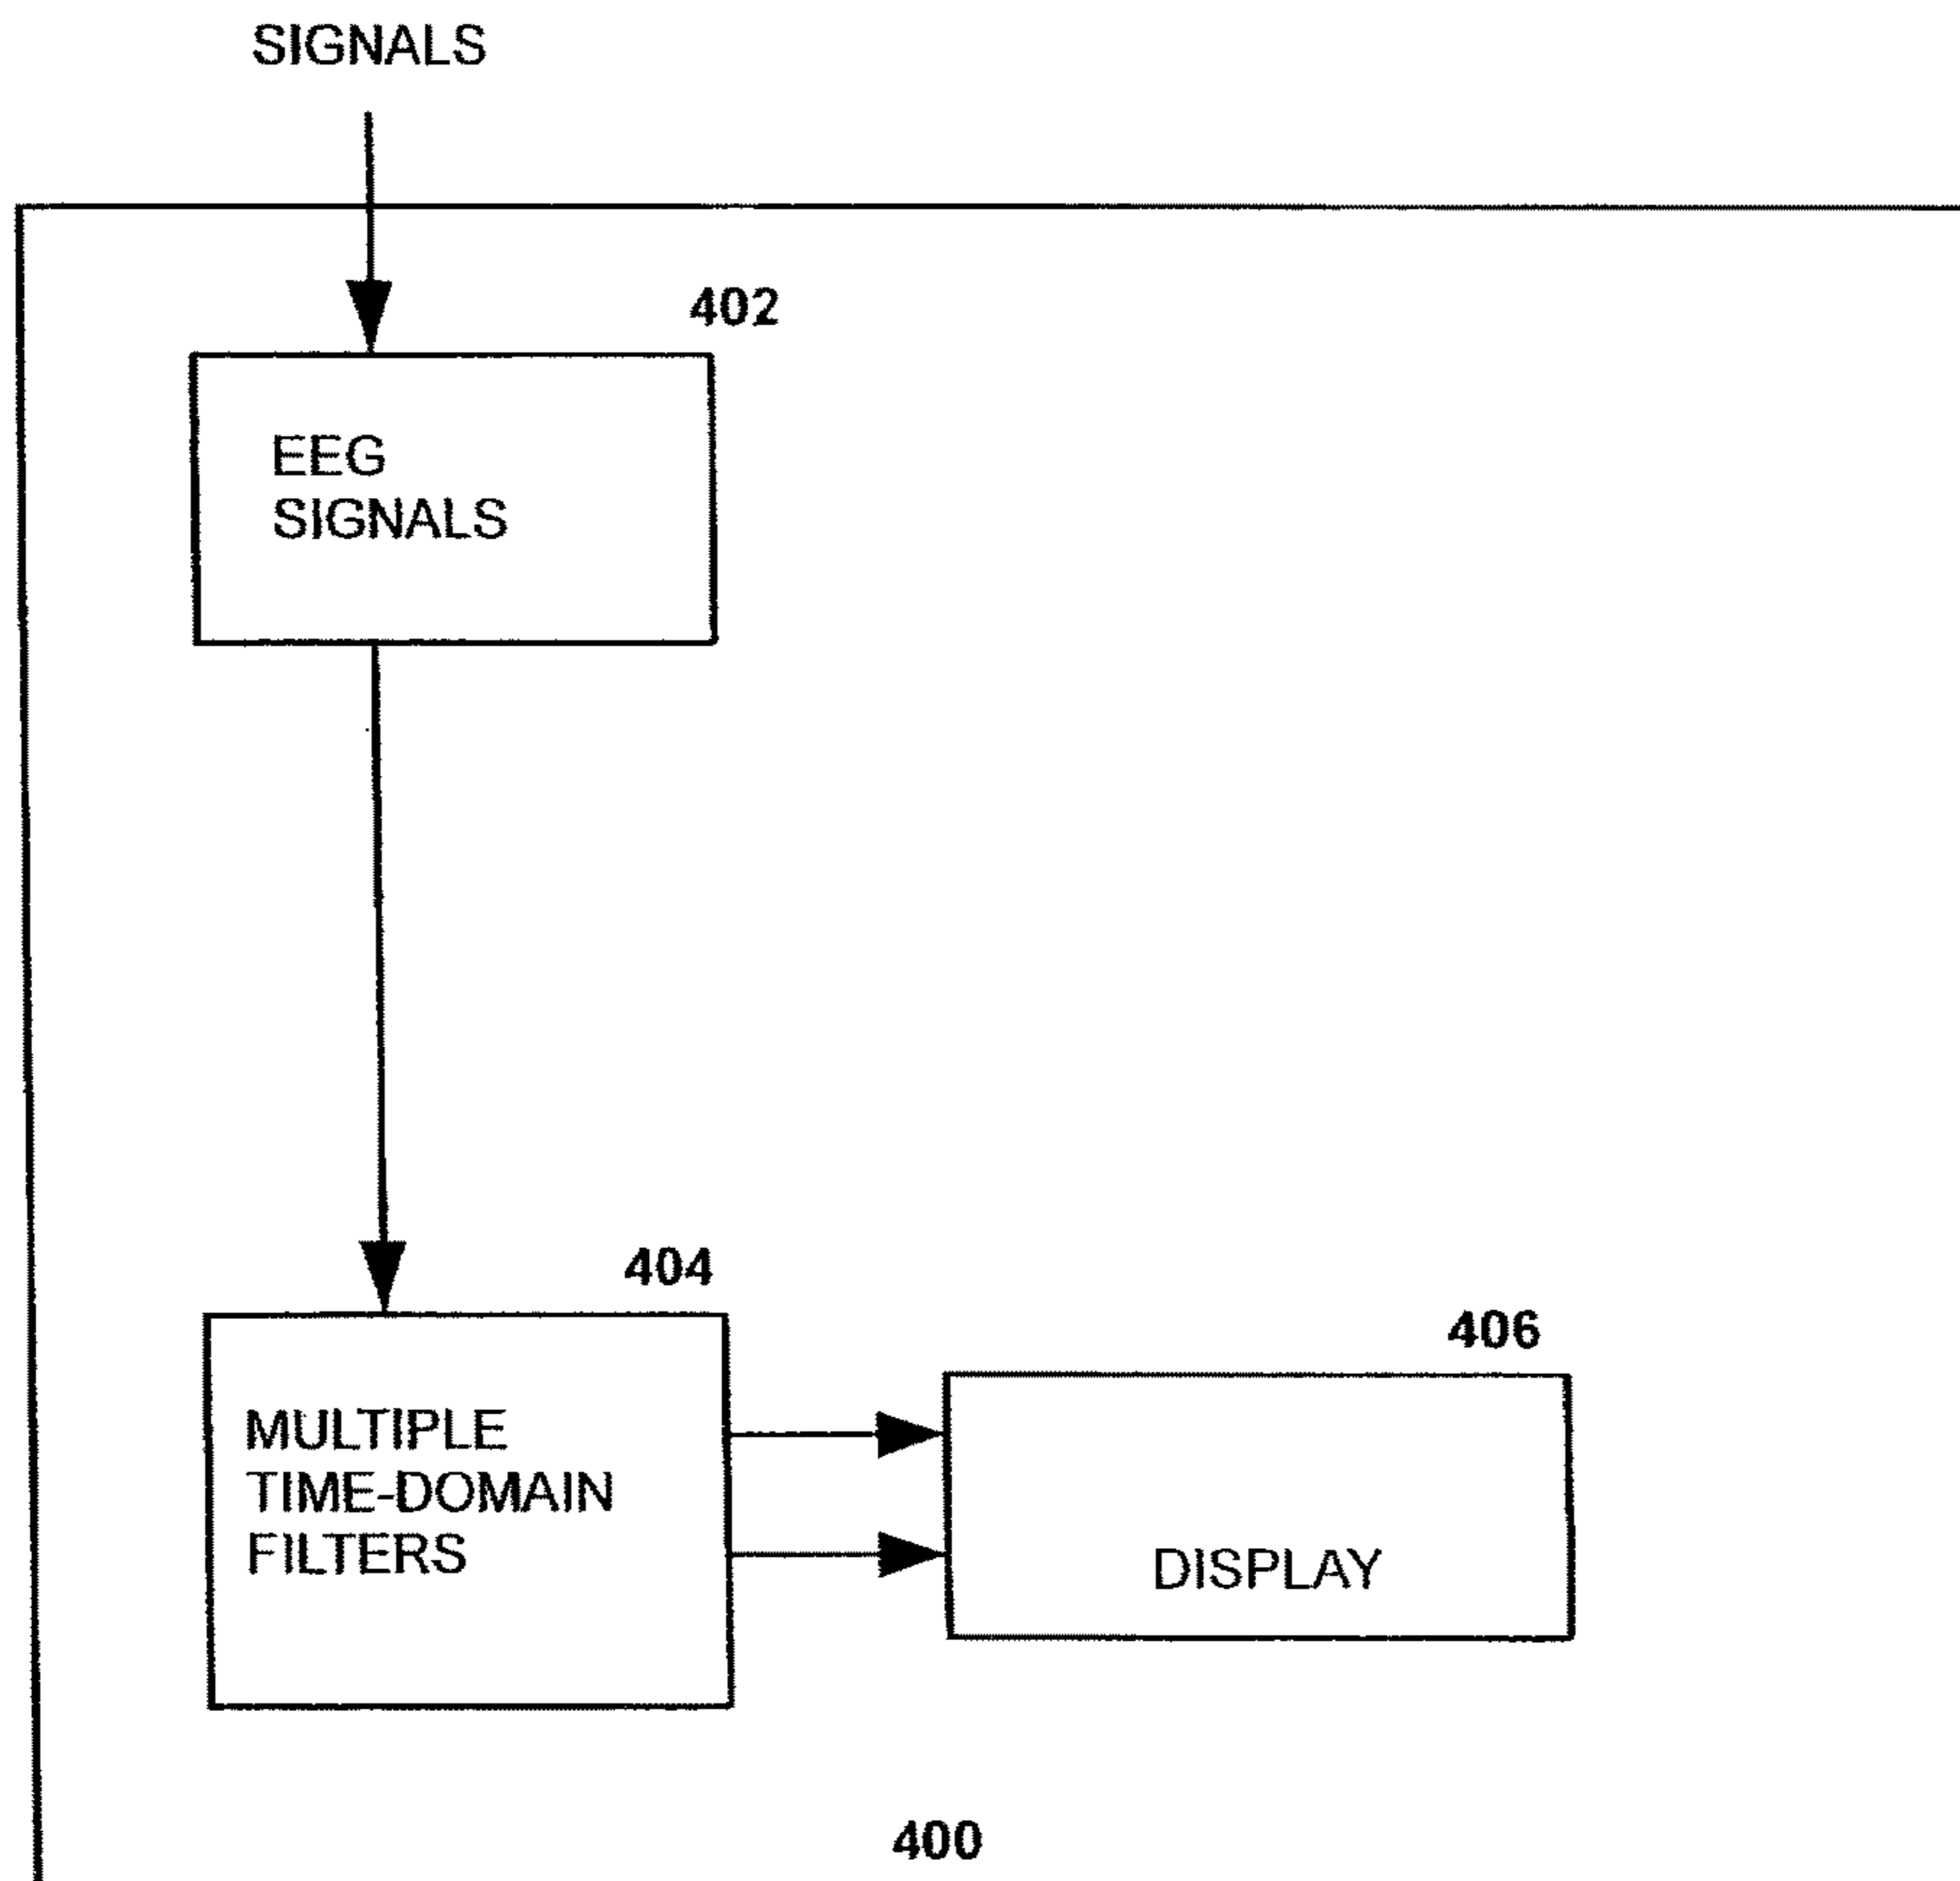 SIGNALS
402
EEG
SIGNALS
404
406
MULTIPLE
TIME-DOMAIN
FILTERS
DISPLAY
400